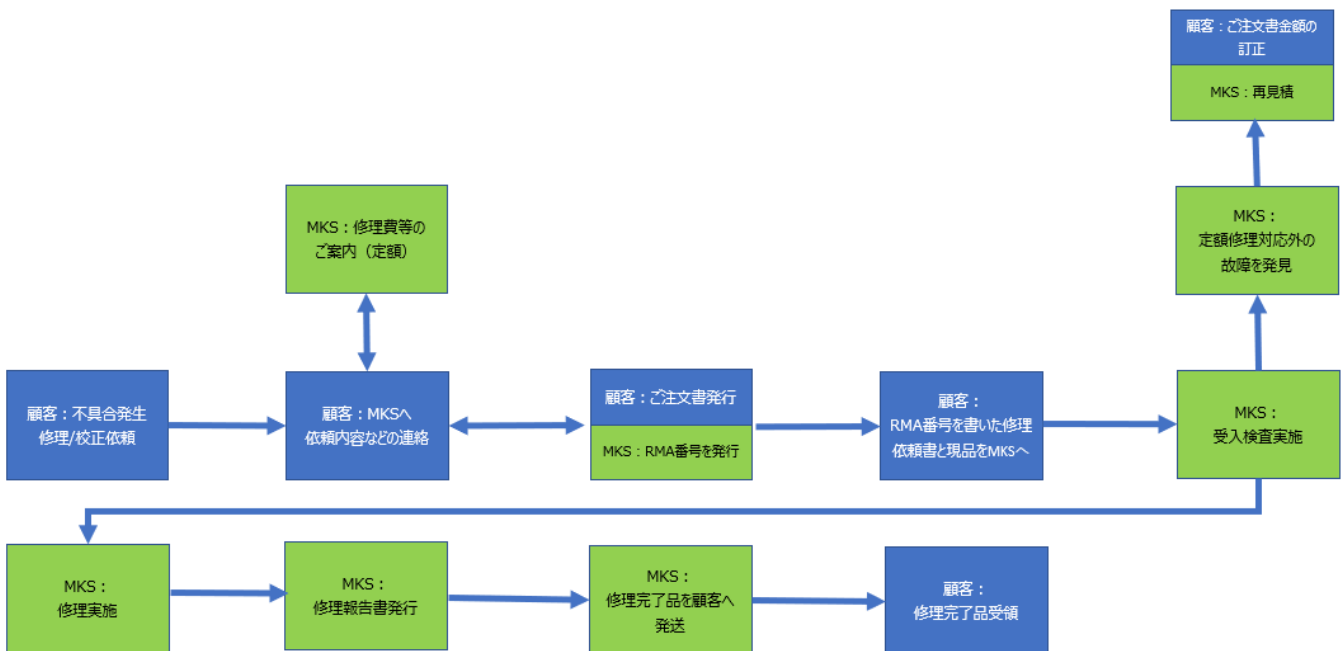 顧客：ご注文書金額の
訂正
MKS：再見積
MKS：修理費等の
ご案内（定額）
MKS：
定額修理対応外の
故障を発見
顧客：不具合発生
修理/校正依頼
顧客：MKSへ
依頼内容などの連絡
顧客：ご注文書発行
MKS：RMA番号を発行
顧客：
RMA番号を書いた修理
依頼書と現品をMKSへ
MKS：
受入検査実施
MKS：
修理実施
MKS：
修理報告書発行
MKS：
修理完了品を顧客へ
発送
顧客：
修理完了品受領